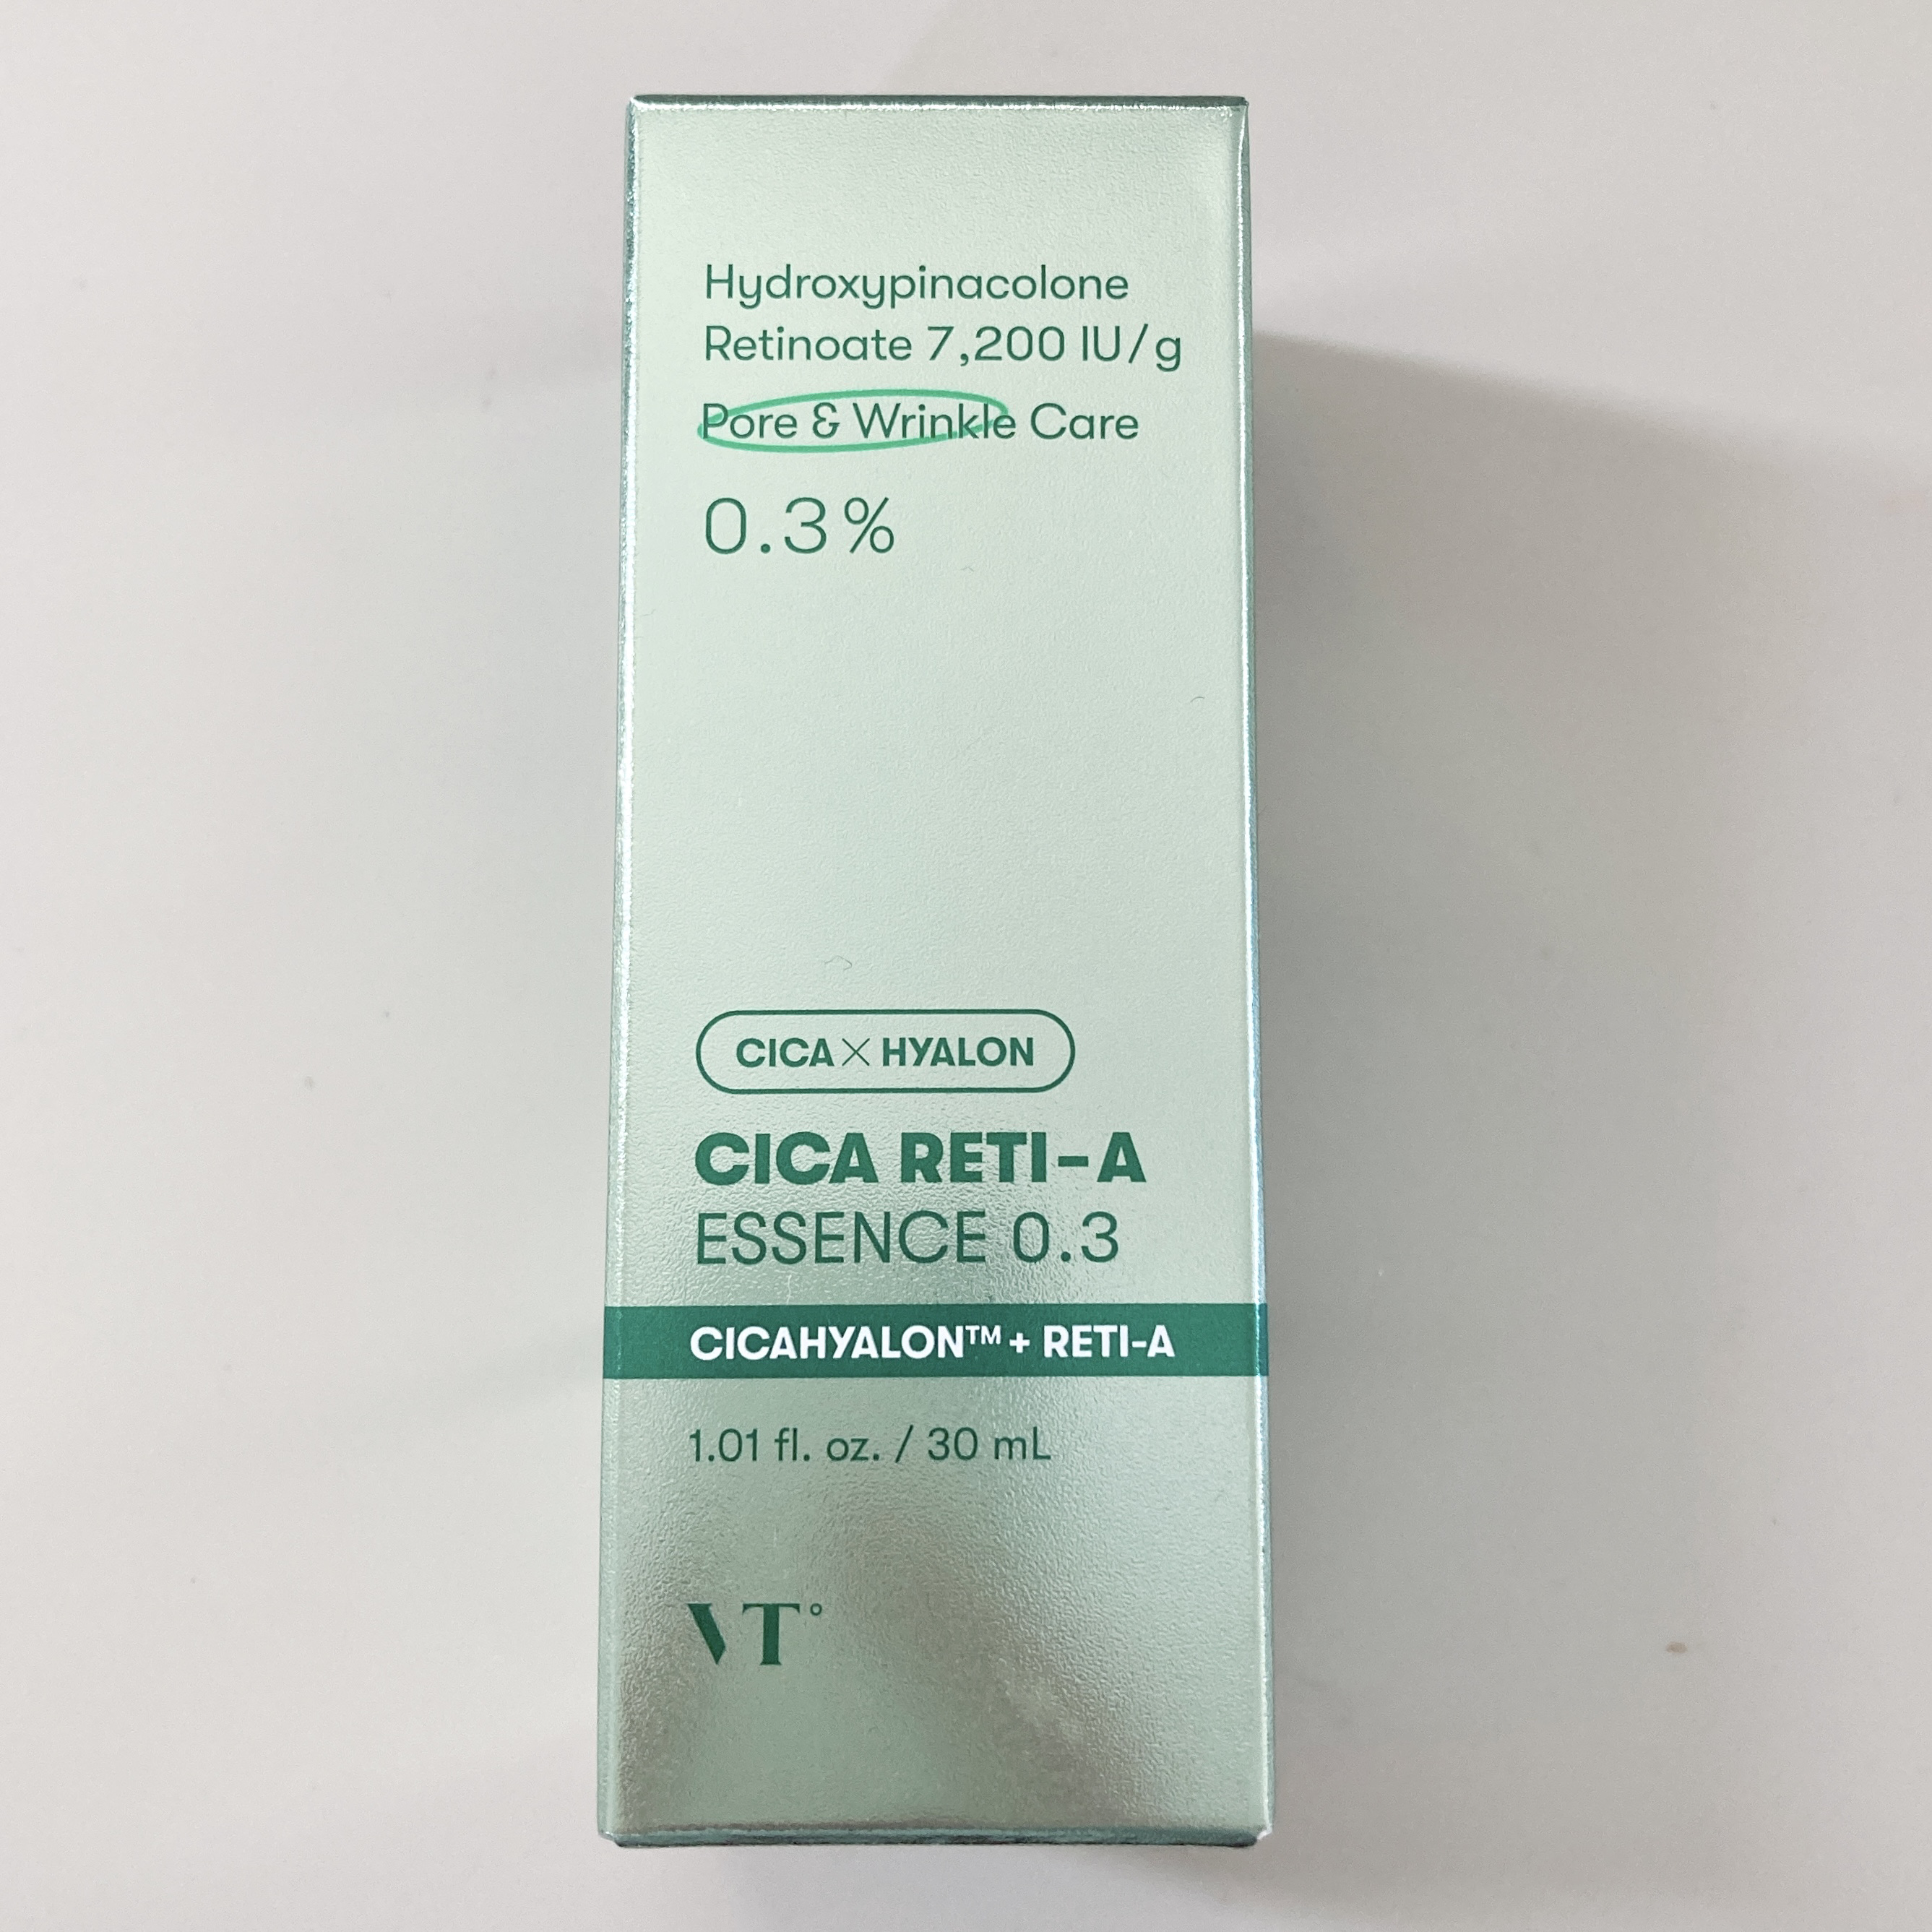 Hydroxypinacolone
Retinoate 7,200 IU/g
Pore & Wrinkle Care
0.3%
CICA × HYALON
CICA RETI-A
ESSENCE 0.3
CICAHYALON™ + RETI-A
1.01 fl. oz. / 30 mL
VT°